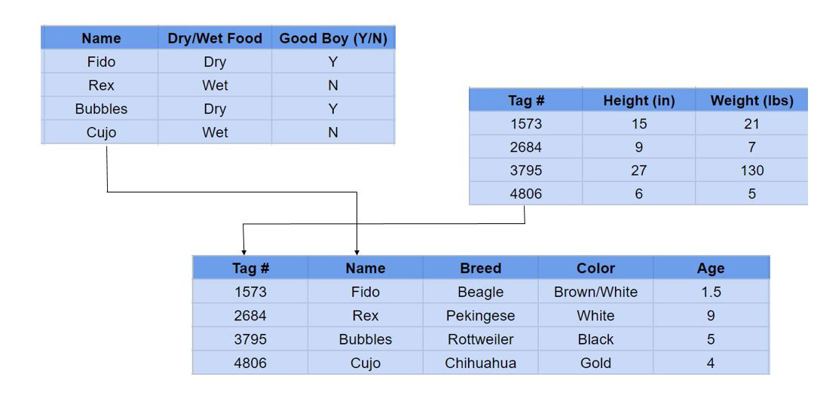 Name Dry/Wet Food Good Boy (Y/N)
Fido Dry Y
Rex Wet N
Bubbles Dry Y
Cujo Wet N
Tag # Height (in) Weight (lbs)
1573 15 21
2684 9 7
3795 27 130
4806 6 5
Tag # Name Breed Color Age
1573 Fido Beagle Brown/White 1.5
2684 Rex Pekingese White 9
3795 Bubbles Rottweiler Black 5
4806 Cujo Chihuahua Gold 4